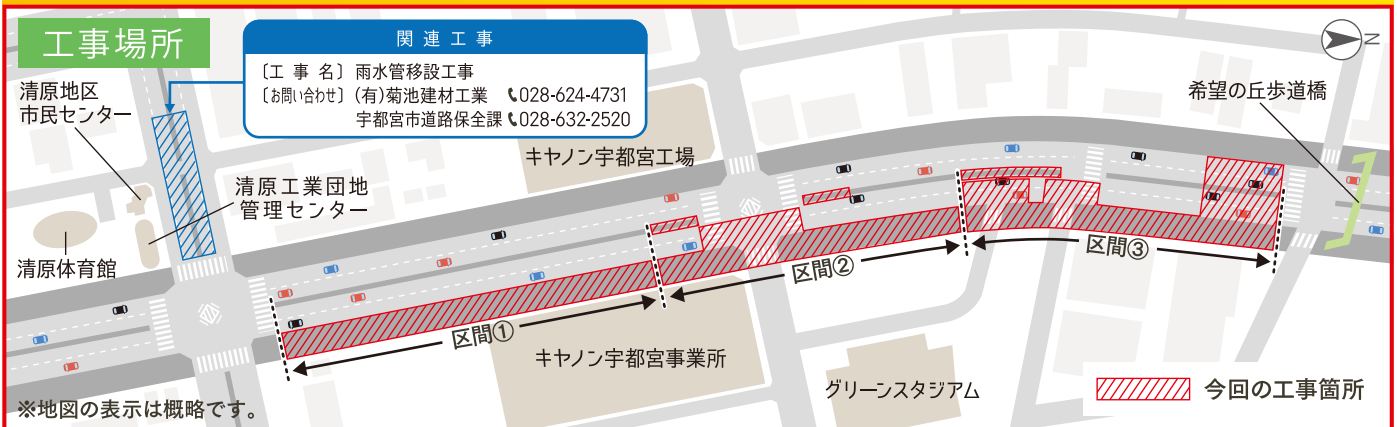 工事場所
関連工事
〔工事名〕雨水管移設工事
〔お問い合わせ〕(有)菊池建材工業 028-624-4731
宇都宮市道路保全課 028-632-2520
N
清原地区
市民センター
希望の丘歩道橋
キヤノン宇都宮工場
清原工業団地
管理センター
清原体育館
区間①
区間②
区間③
キヤノン宇都宮事業所
グリーンスタジアム
今回の工事箇所
※地図の表示は概略です。